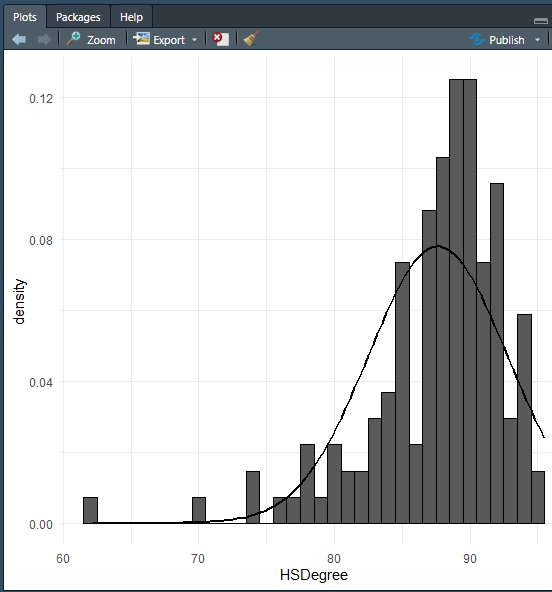 Plots Packages Help
Zoom Export Publish
0.12
0.08
0.04
0.00
density
60 70 80 90
HSDegree